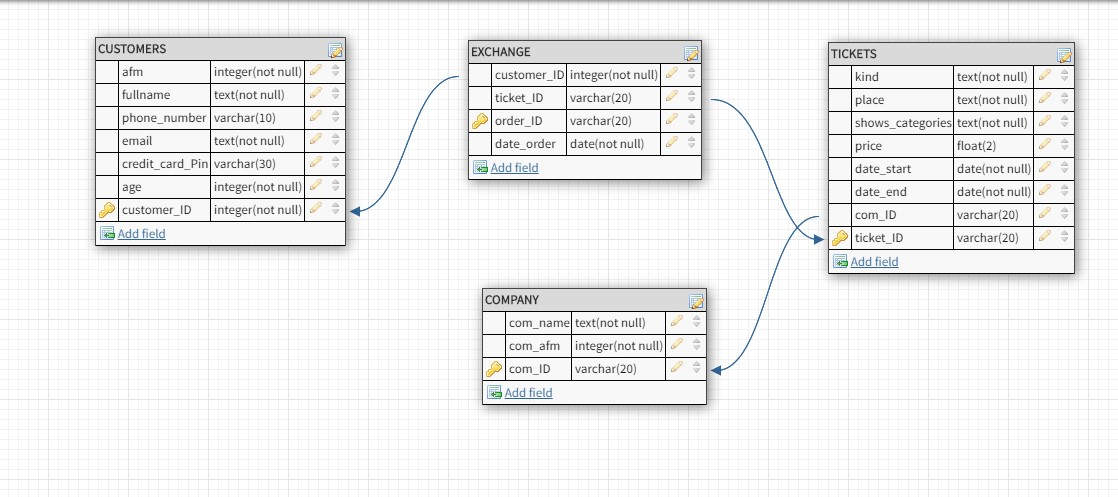 CUSTOMERS
afm integer(not null)
fullname text(not null)
phone_number varchar(10)
email text(not null)
credit_card_Pin varchar(30)
age integer(not null)
customer_ID integer(not null)
Add field
EXCHANGE
customer_ID integer(not null)
ticket_ID varchar(20)
order_ID varchar(20)
date_order date(not null)
Add field
TICKETS
kind text(not null)
place text(not null)
shows_categories text(not null)
price float(2)
date_start date(not null)
date_end date(not null)
com_ID varchar(20)
ticket_ID varchar(20)
Add field
COMPANY
com_name text(not null)
com_afm integer(not null)
com_ID varchar(20)
Add field